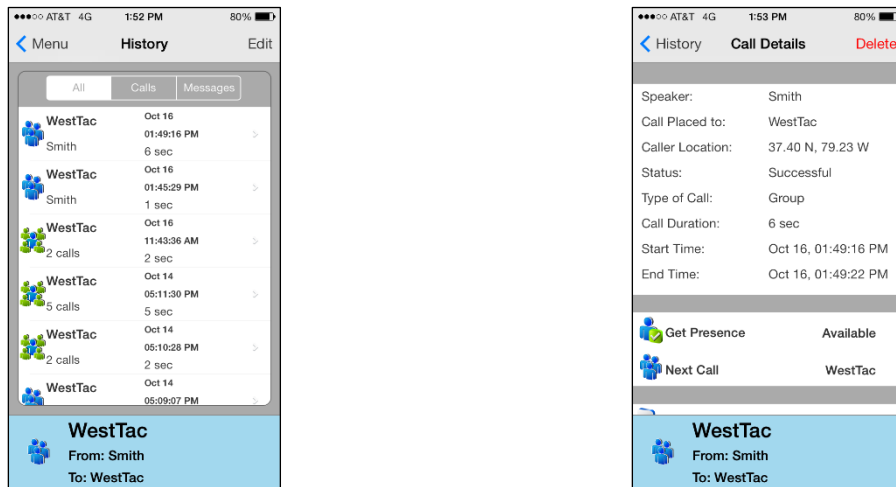 AT&T 4G 1:52 PM 80%
Menu History Edit
All Calls Messages
WestTac Oct 16
01:49:16 PM
Smith 6 sec
WestTac Oct 16
01:45:29 PM
Smith 1 sec
WestTac Oct 16
11:43:36 AM
2 calls 2 sec
WestTac Oct 14
05:11:30 PM
5 calls 5 sec
WestTac Oct 14
05:10:28 PM
2 calls 2 sec
WestTac Oct 14
05:09:07 PM
WestTac
From: Smith
To: WestTac
AT&T 4G 1:53 PM 80%
History Call Details Delete
Speaker: Smith
Call Placed to: WestTac
Caller Location: 37.40 N, 79.23 W
Status: Successful
Type of Call: Group
Call Duration: 6 sec
Start Time: Oct 16, 01:49:16 PM
End Time: Oct 16, 01:49:22 PM
Get Presence Available
Next Call WestTac
WestTac
From: Smith
To: WestTac